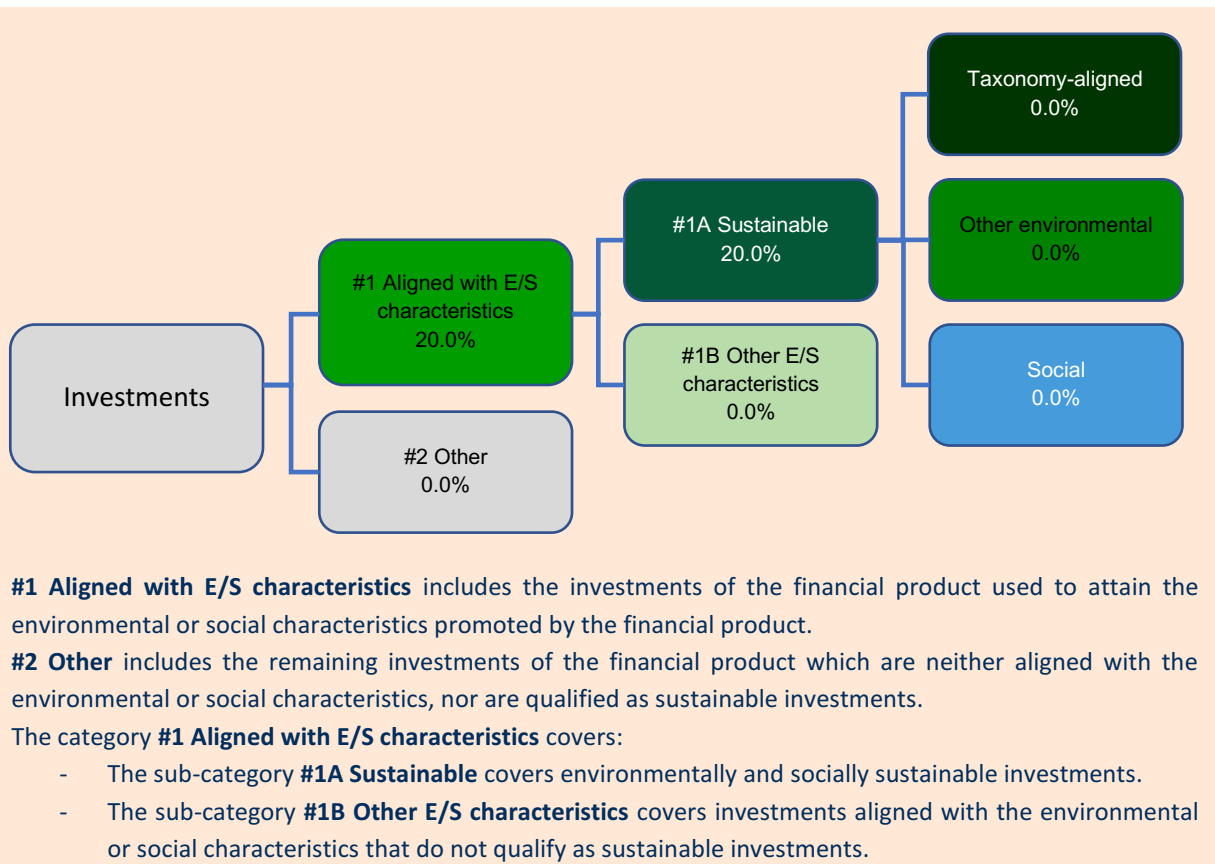 Taxonomy-aligned
0.0%
#1A Sustainable
20.0%
Other environmental
0.0%
#1 Aligned with E/S
characteristics
20.0%
#1B Other E/S
characteristics
0.0%
Social
0.0%
Investments
#2 Other
0.0%
#1 Aligned with E/S characteristics includes the investments of the financial product used to attain the
environmental or social characteristics promoted by the financial product.
#2 Other includes the remaining investments of the financial product which are neither aligned with the
environmental or social characteristics, nor are qualified as sustainable investments.
The category #1 Aligned with E/S characteristics covers:
- The sub-category #1A Sustainable covers environmentally and socially sustainable investments.
- The sub-category #1B Other E/S characteristics covers investments aligned with the environmental
or social characteristics that do not qualify as sustainable investments.